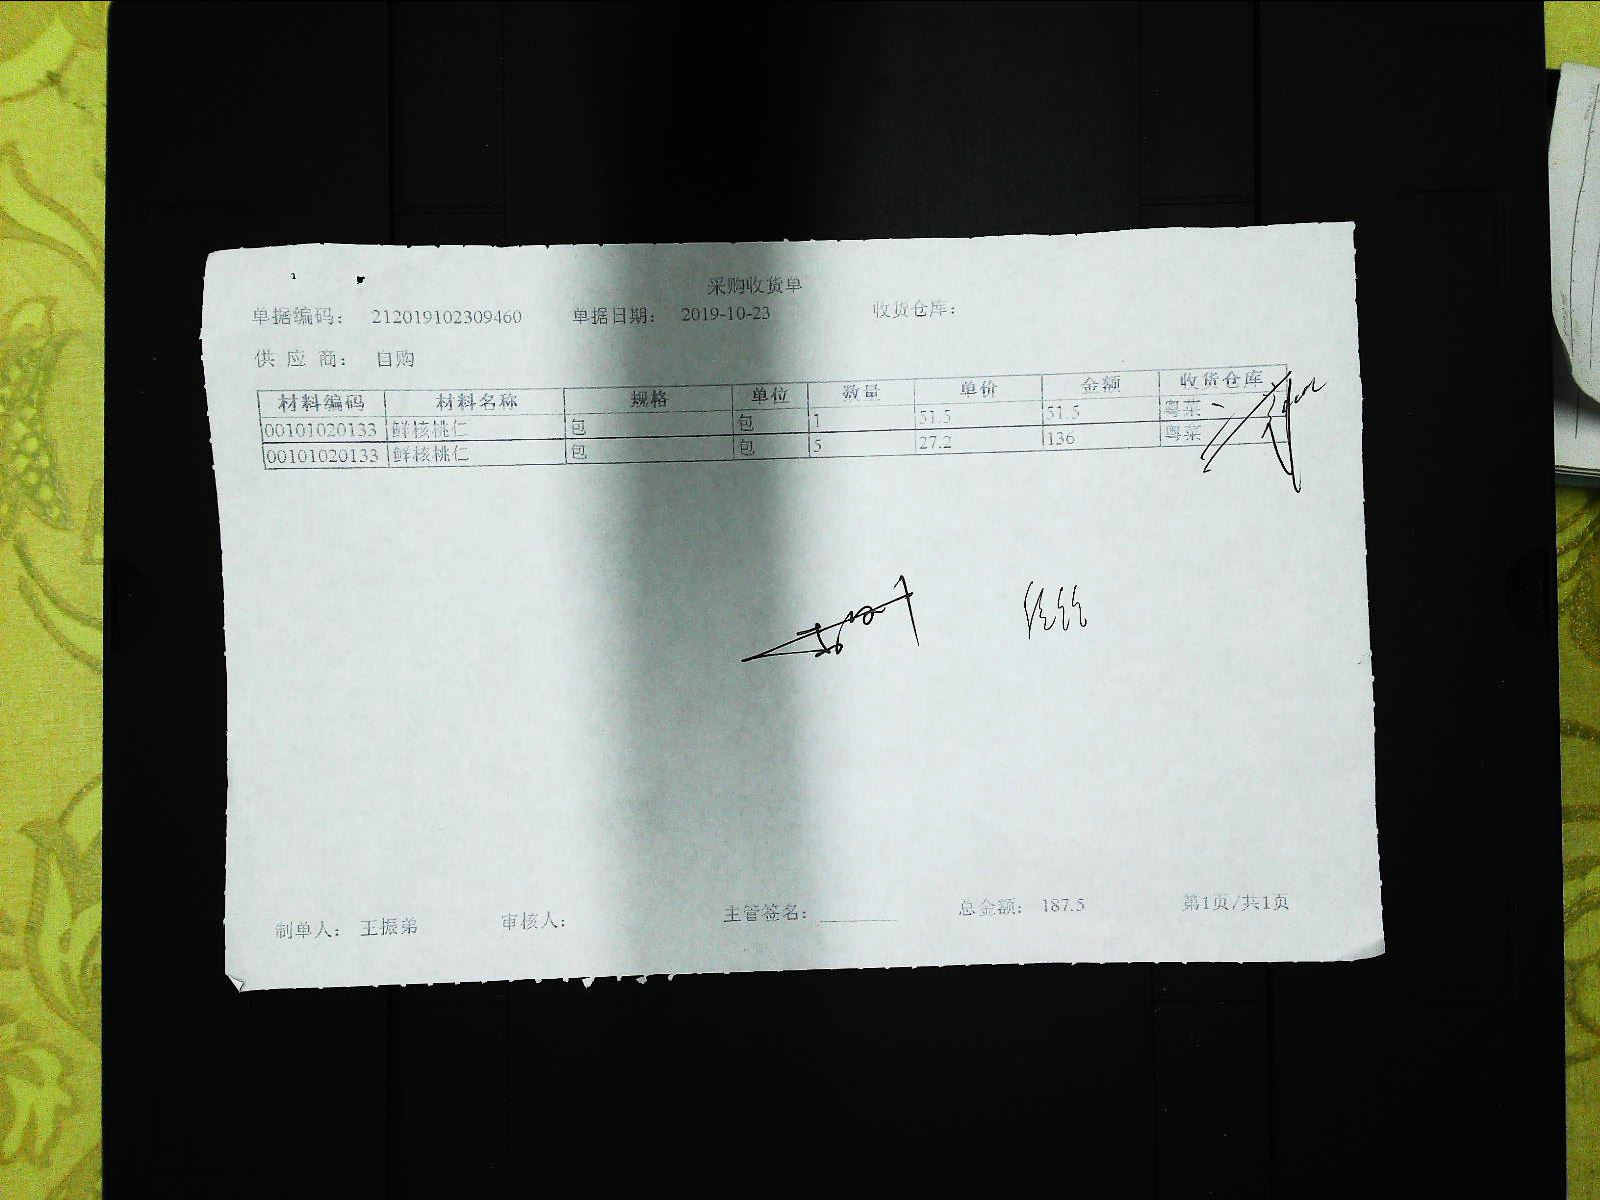 采购收货单
单据编码： 212019102309460 单据日期： 2019-10-23 收货仓库：
供 应 商： 自购
材料编码 材料名称 规格 单位 数量 单价 金额 收货仓库
00101020133 鲜核桃仁 包 包 1 51.5 51.5 粤菜
00101020133 鲜核桃仁 包 包 5 27.2 136 粤菜
制单人： 王振弟 审核人： 主管签名： 总金额： 187.5 第1页/共1页